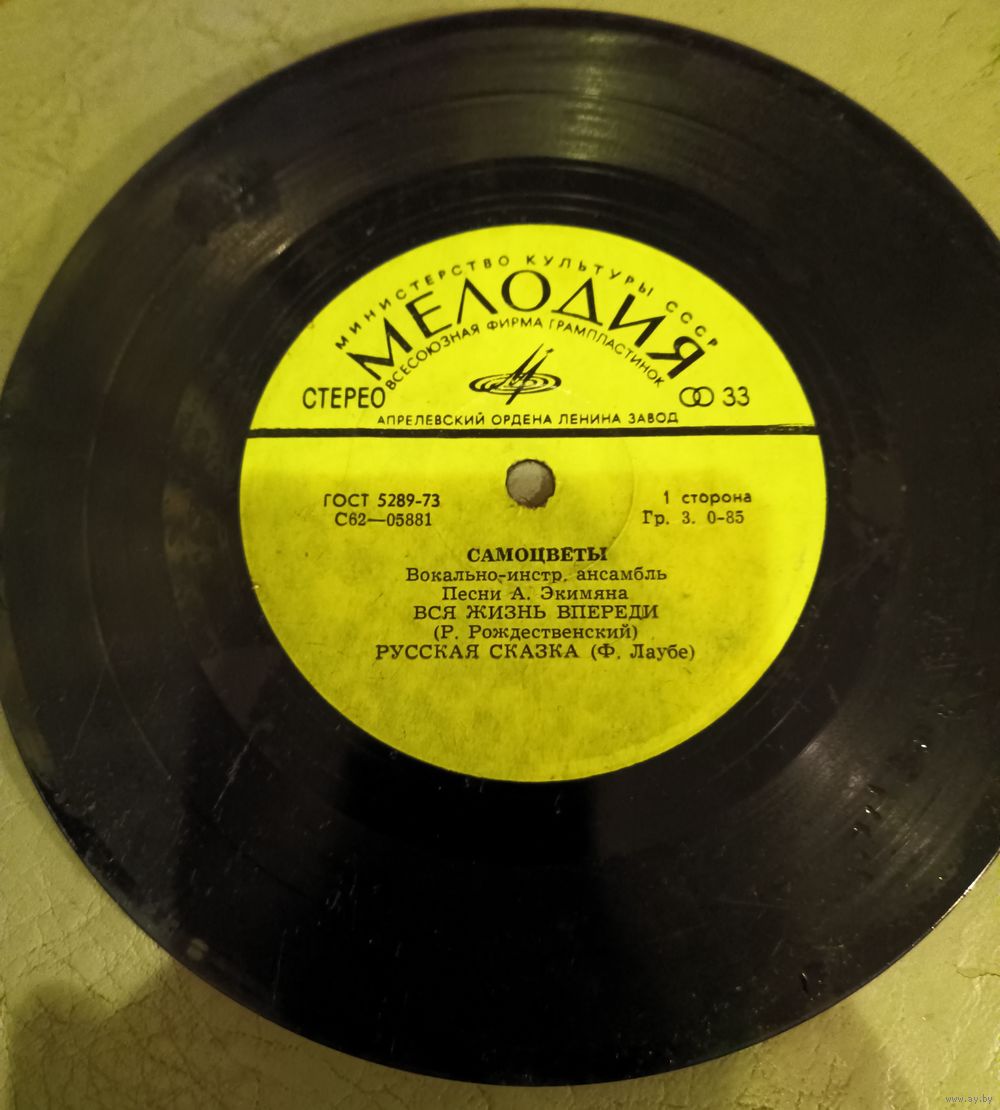 МИНИСТЕРСТВО КУЛЬТУРЫ СССР
МЕЛОДИЯ
ВСЕСОЮЗНАЯ ФИРМА ГРАМПЛАСТИНОК
СТЕРЕО
33
АПРЕЛЕВСКИЙ ОРДЕНА ЛЕНИНА ЗАВОД
ГОСТ 5289-73
1 сторона
С62—05881
Гр. 3. 0-85
САМОЦВЕТЫ
Вокально-инстр. ансамбль
Песни А. Экимяна
ВСЯ ЖИЗНЬ ВПЕРЕДИ
(Р. Рождественский)
РУССКАЯ СКАЗКА (Ф. Лаубе)
www.ay.by